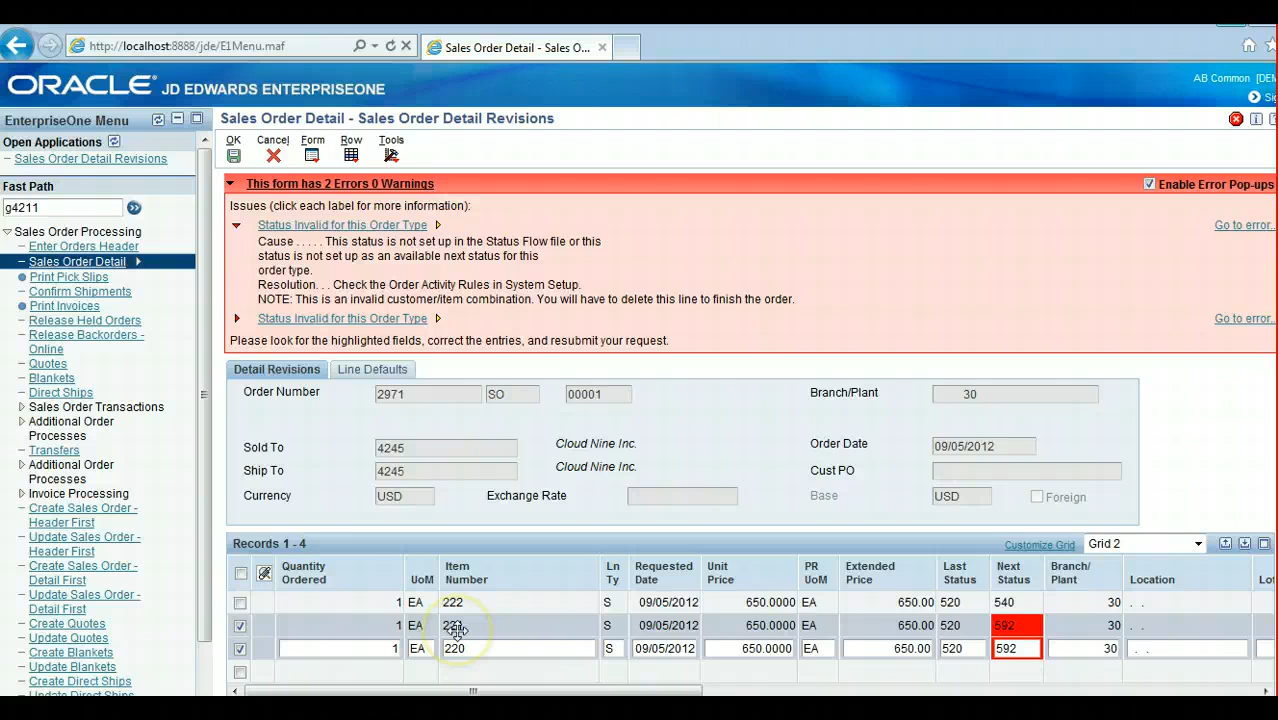 http://localhost:8888/jde/E1Menu.maf
Sales Order Detail - Sales O...
ORACLE® JD EDWARDS ENTERPRISEONE
AB Common [DEM
Sig
EnterpriseOne Menu
Open Applications
Sales Order Detail Revisions
Fast Path
g4211
Sales Order Processing
Enter Orders Header
Sales Order Detail
Print Pick Slips
Confirm Shipments
Print Invoices
Release Held Orders
Release Backorders -
Online
Quotes
Blankets
Direct Ships
Sales Order Transactions
Additional Order
Processes
Transfers
Additional Order
Processes
Invoice Processing
Create Sales Order -
Header First
Update Sales Order -
Header First
Create Sales Order -
Detail First
Update Sales Order -
Detail First
Create Quotes
Update Quotes
Create Blankets
Update Blankets
Create Direct Ships
Update Direct Ships
Sales Order Detail - Sales Order Detail Revisions
OK Cancel Form Row Tools
This form has 2 Errors 0 Warnings
Enable Error Pop-ups
Issues (click each label for more information):
Status Invalid for this Order Type
Go to error..
Cause . . . . . This status is not set up in the Status Flow file or this
status is not set up as an available next status for this
order type.
Resolution. . . Check the Order Activity Rules in System Setup.
NOTE: This is an invalid customer/item combination. You will have to delete this line to finish the order.
Status Invalid for this Order Type
Go to error..
Please look for the highlighted fields, correct the entries, and resubmit your request.
Detail Revisions Line Defaults
Order Number 2971 SO 00001 Branch/Plant 30
Sold To 4245 Cloud Nine Inc. Order Date 09/05/2012
Ship To 4245 Cloud Nine Inc. Cust PO
Currency USD Exchange Rate Base USD Foreign
Records 1 - 4
Customize Grid Grid 2
Quantity Ordered UoM Item Number Ln Ty Requested Date Unit Price PR UoM Extended Price Last Status Next Status Branch/ Plant Location Lot
1 EA 222 S 09/05/2012 650.0000 EA 650.00 520 540 30 . .
1 EA S 09/05/2012 650.0000 EA 650.00 520 592 30 . .
1 EA 220 S 09/05/2012 650.0000 EA 650.00 520 592 30 . .